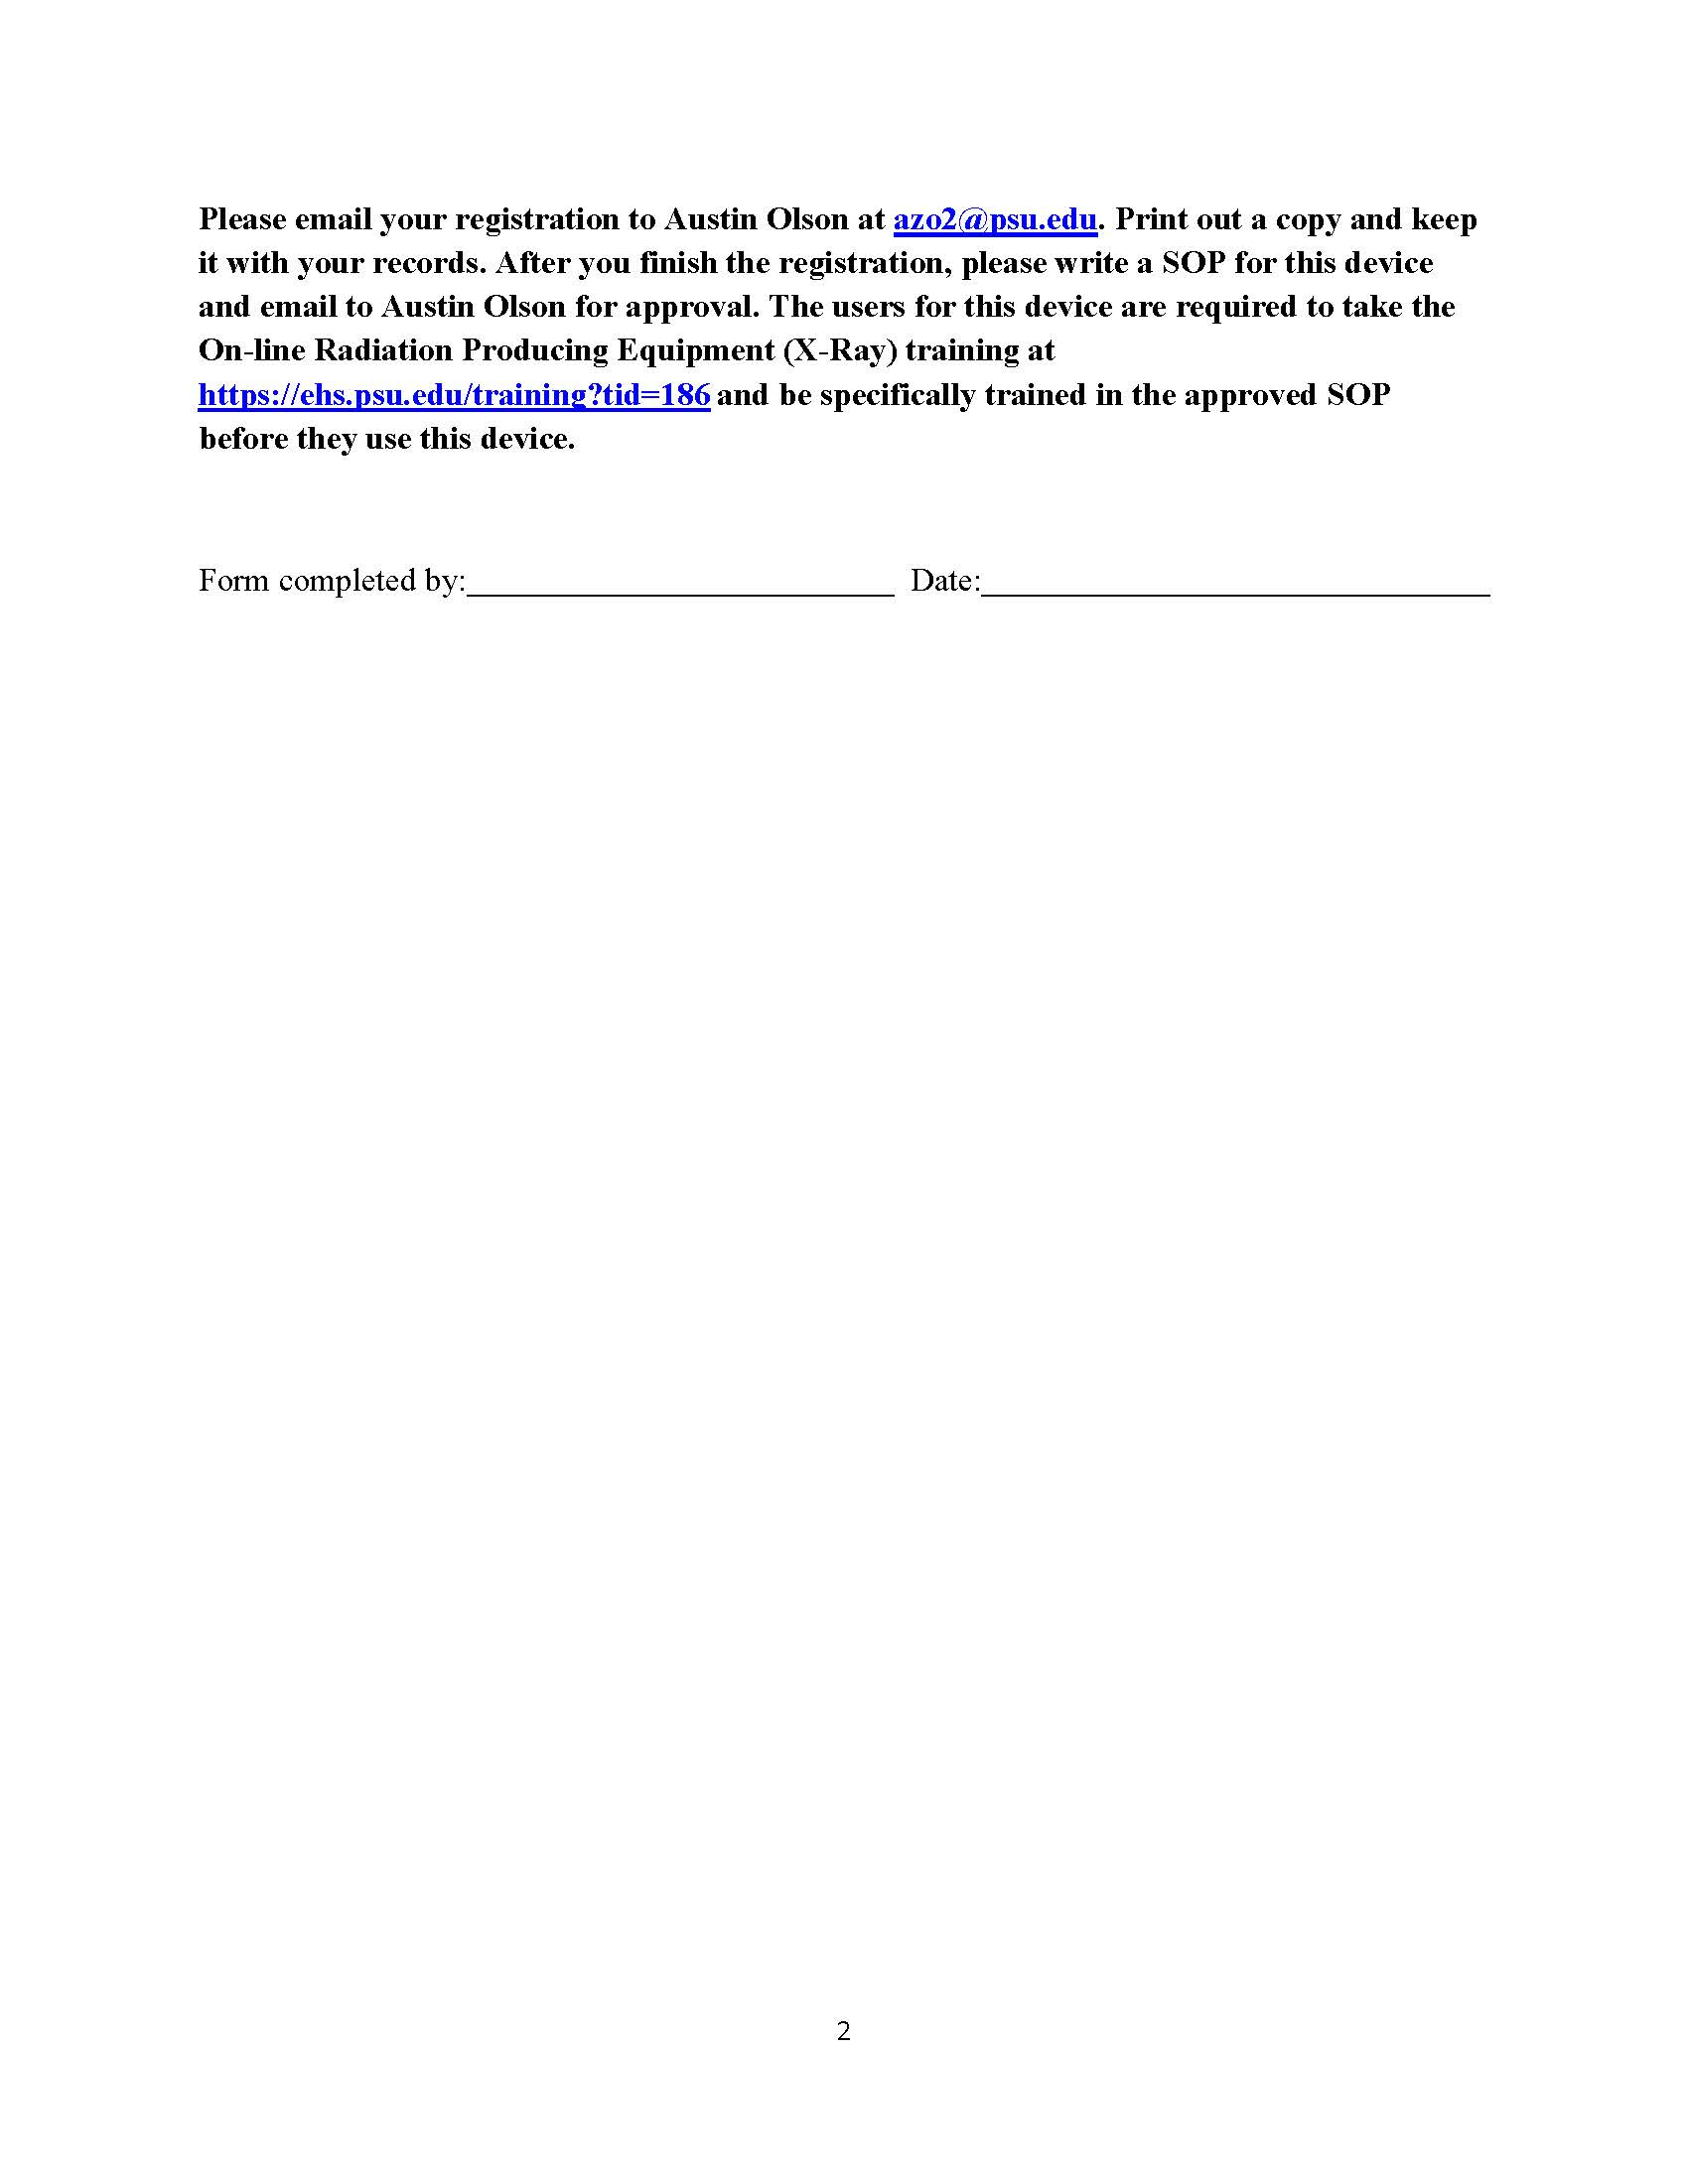 Please email your registration to Austin Olson at azo2@psu.edu. Print out a copy and keep
it with your records. After you finish the registration, please write a SOP for this device
and email to Austin Olson for approval. The users for this device are required to take the
On-line Radiation Producing Equipment (X-Ray) training at
https://ehs.psu.edu/training?tid=186 and be specifically trained in the approved SOP
before they use this device.
Form completed by:__________________________ Date:_______________________________
2